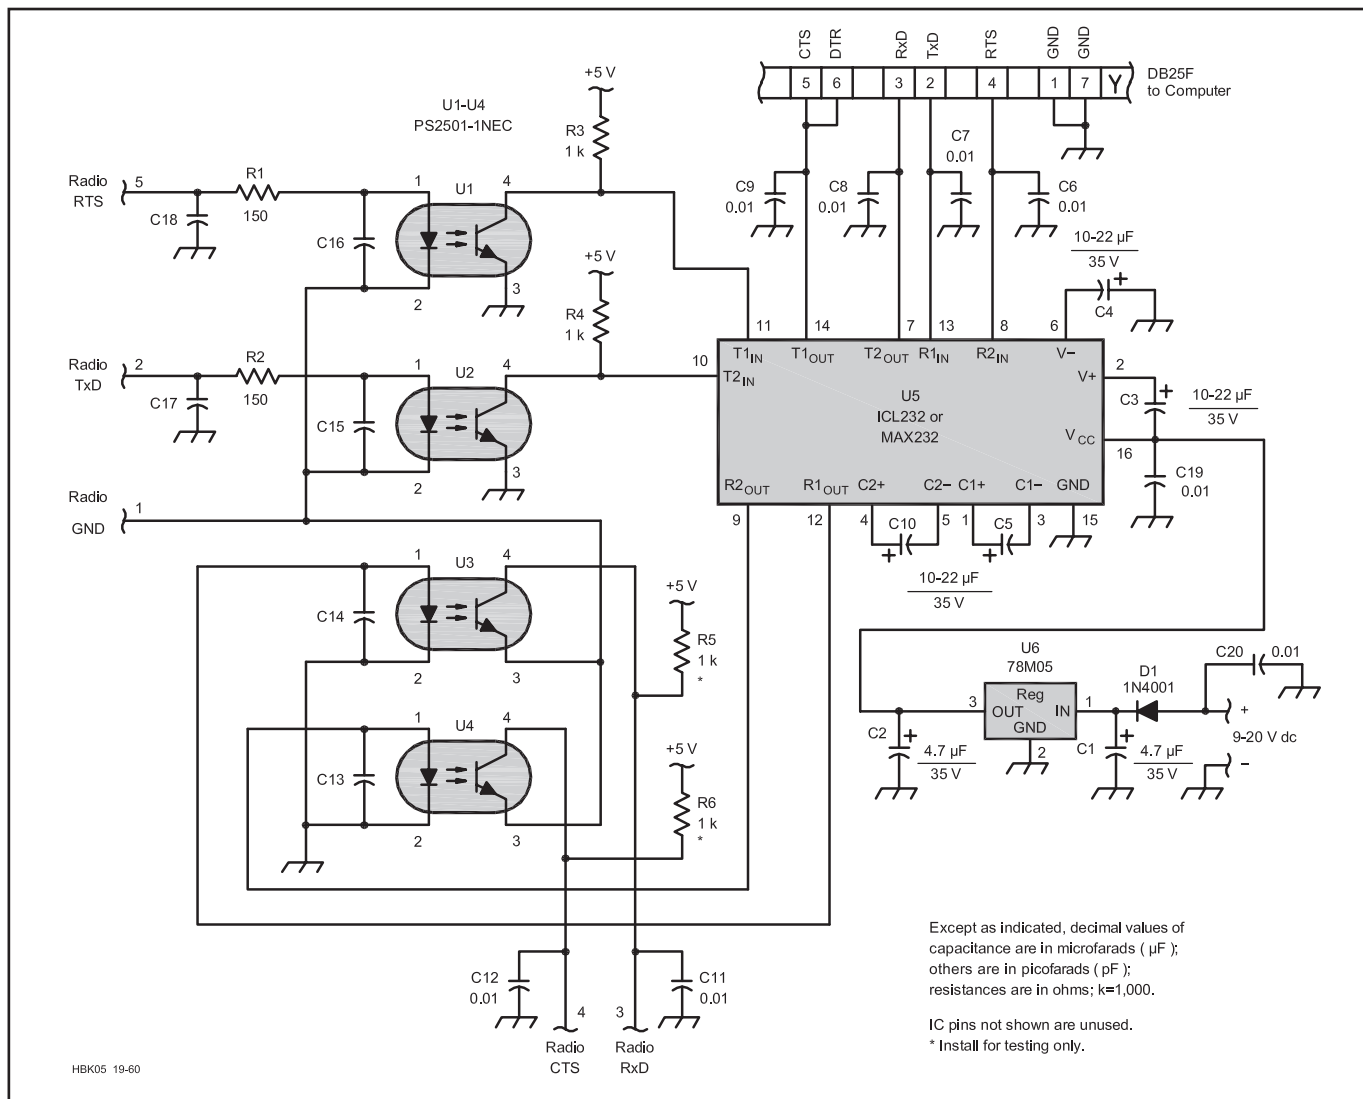 CTS
DTR
RxD
TxD
RTS
GND
GND
5
6
3
2
4
1
7
Y
DB25F
to Computer
+5 V
U1-U4
PS2501-1NEC
R3
1 k
C7
0.01
Radio
RTS
5
R1
150
C18
C16
1
U1
4
2
3
C9
0.01
C8
0.01
C6
0.01
10-22 µF
35 V
+
C4
+5 V
R4
1 k
Radio
TxD
2
R2
150
C17
C15
1
U2
4
2
3
11
14
7
13
8
6
10
T1IN
T1OUT
T2OUT
R1IN
R2IN
V–
T2IN
V+
2
U5
ICL232 or
MAX232
VCC
16
C3
+
10-22 µF
35 V
C19
0.01
R2OUT
R1OUT
C2+
C2–
C1+
C1–
GND
9
12
4
C10
5
1
C5
3
15
+
+
10-22 µF
35 V
Radio
GND
1
1
U3
4
C14
2
3
+5 V
R5
1 k
*
1
U4
4
C13
2
3
+5 V
R6
1 k
*
U6
78M05
D1
1N4001
C20
0.01
3
Reg
OUT
IN
GND
1
2
+
9-20 V dc
–
C2
+
4.7 µF
35 V
C1
+
4.7 µF
35 V
C12
0.01
C11
0.01
4
3
Radio
CTS
Radio
RxD
Except as indicated, decimal values of
capacitance are in microfarads ( µF );
others are in picofarads ( pF );
resistances are in ohms; k=1,000.
IC pins not shown are unused.
* Install for testing only.
HBK05 19-60